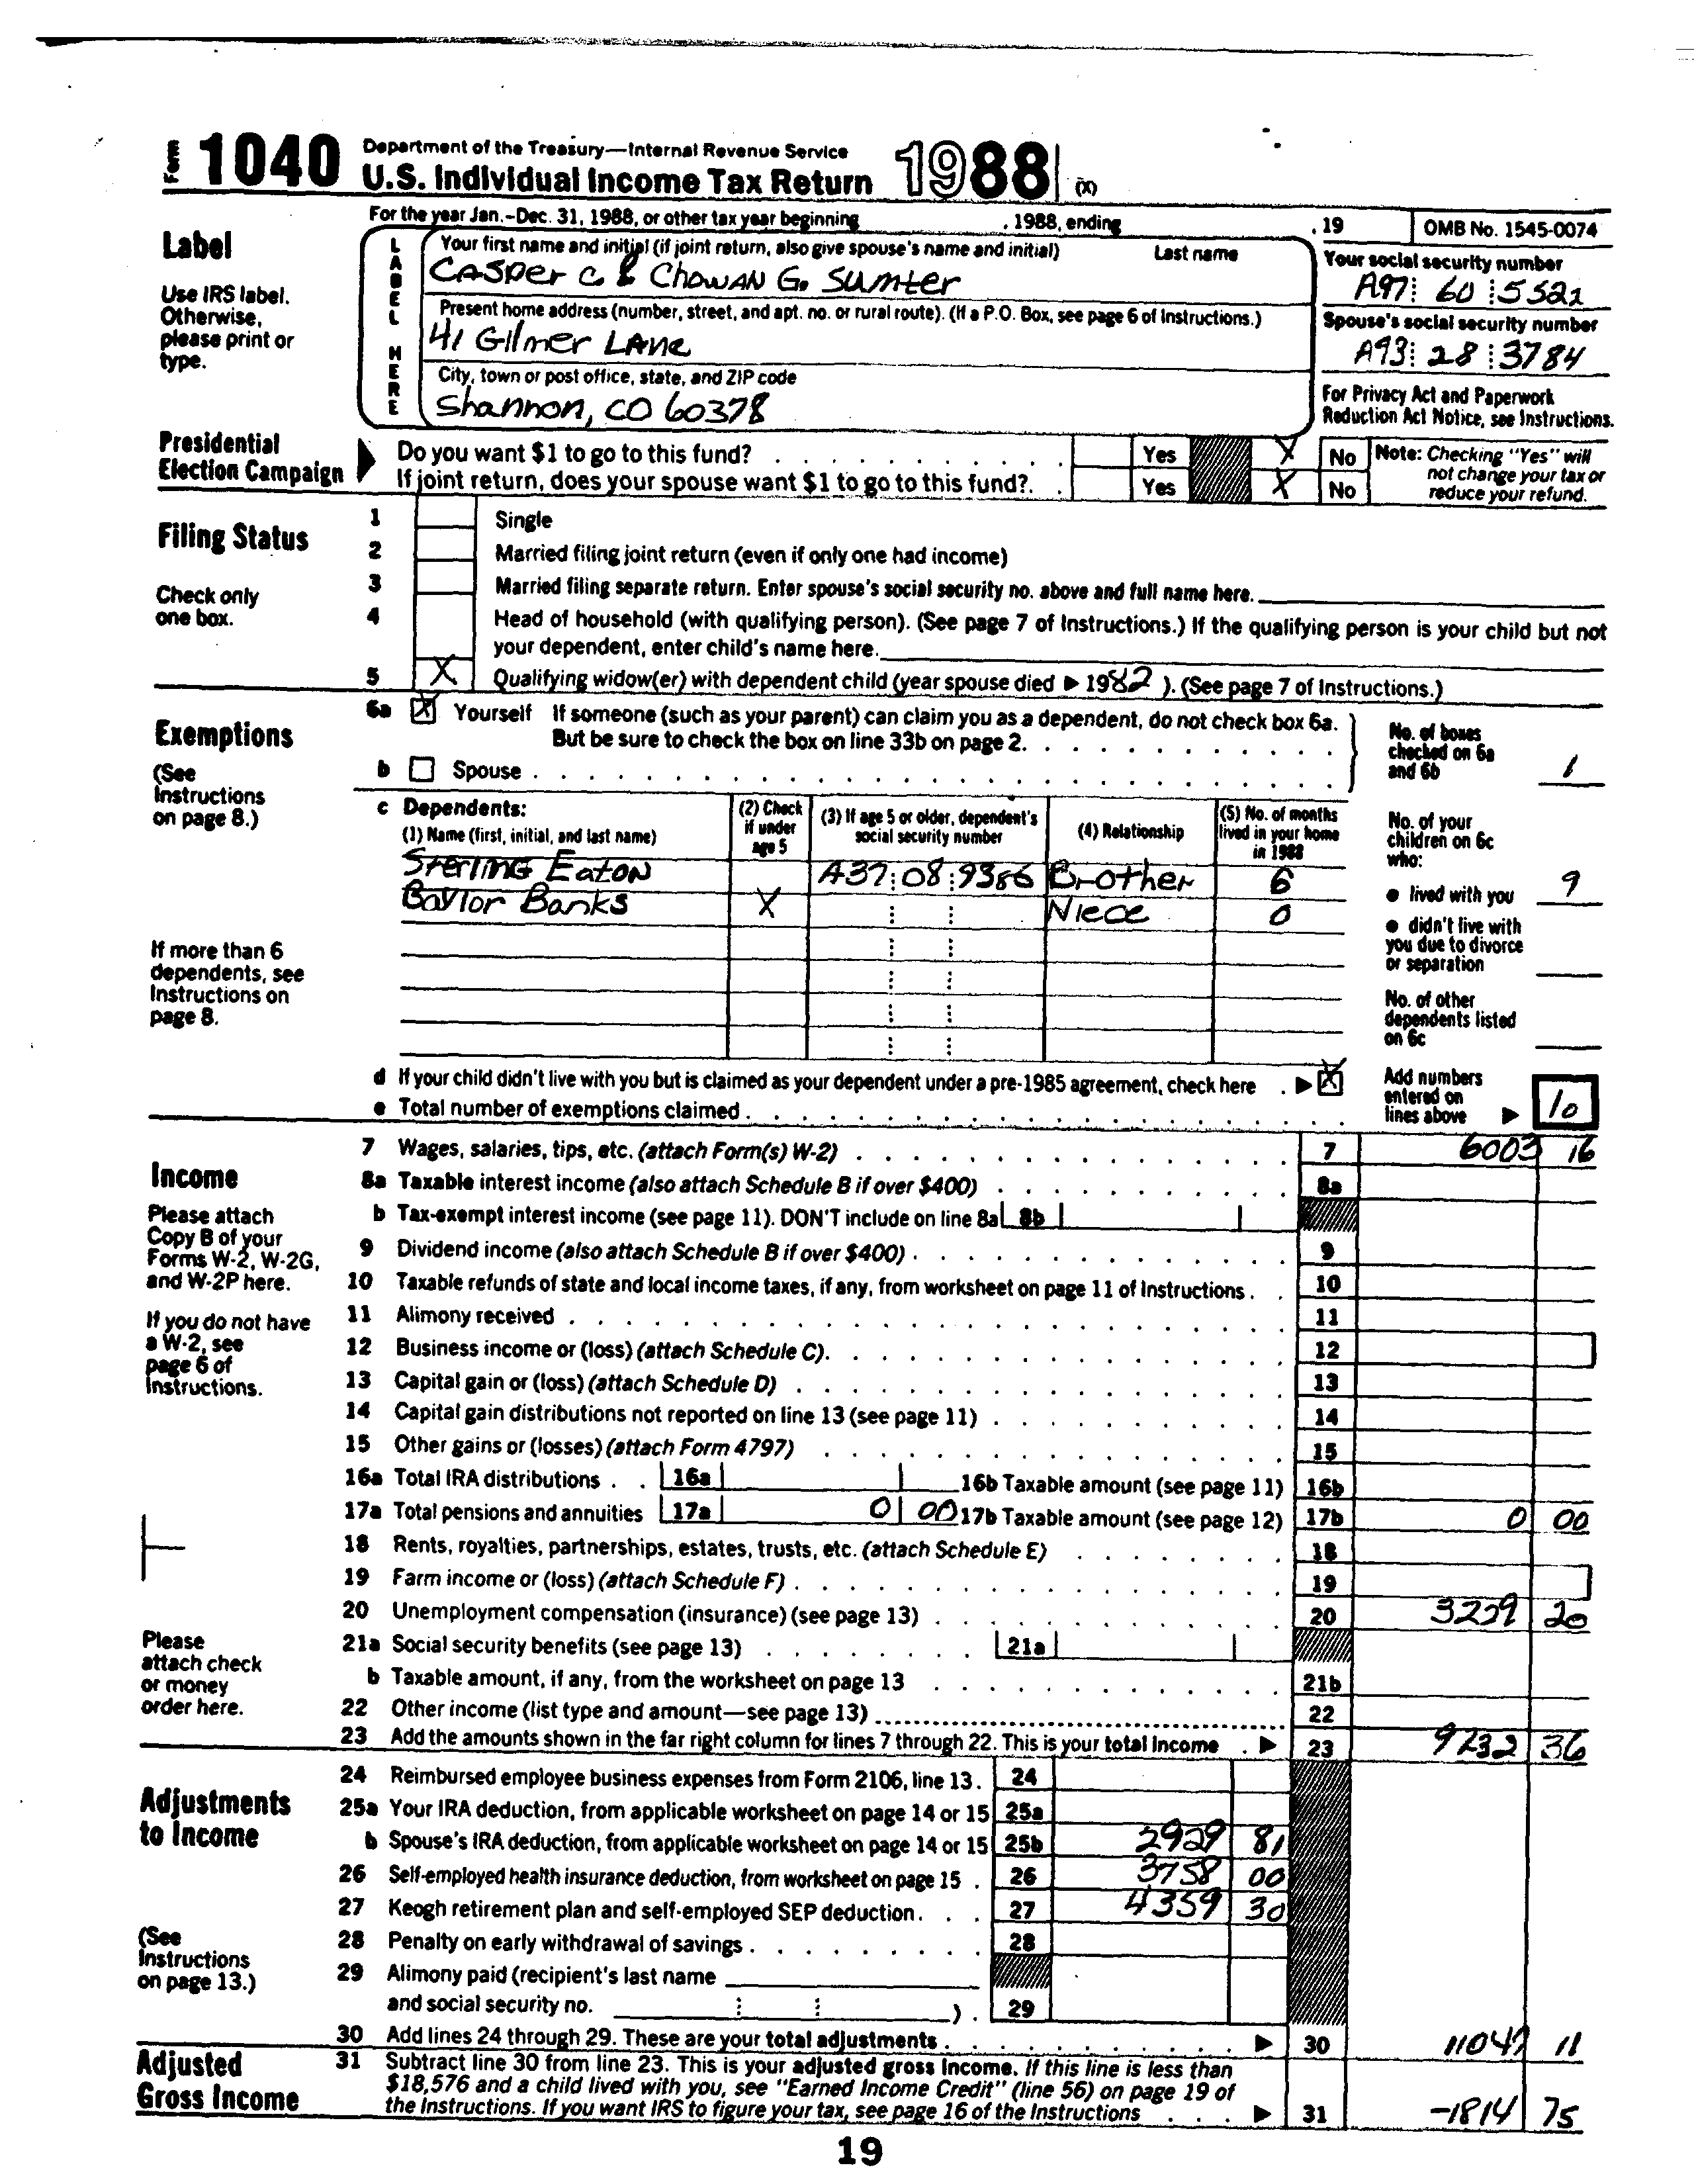 Form 1040 Department of the Treasury—Internal Revenue Service
U.S. Individual Income Tax Return 1988 (X)
For the year Jan.–Dec. 31, 1988, or other tax year beginning , 1988, ending , 19 OMB No. 1545-0074
Label
Use IRS label. Otherwise, please print or type.
LABEL HERE
Your first name and initial (if joint return, also give spouse's name and initial) Last name
Casper C & Chowan G. Sumter
Your social security number
A97 60 5521
Present home address (number, street, and apt. no. or rural route). (If a P.O. Box, see page 6 of Instructions.)
41 Gilmer Lane
Spouse's social security number
A93 28 3784
City, town or post office, state, and ZIP code
Shannon, CO 60378
For Privacy Act and Paperwork Reduction Act Notice, see Instructions.
Presidential Election Campaign
Do you want $1 to go to this fund? Yes X No
If joint return, does your spouse want $1 to go to this fund?. Yes X No
Note: Checking "Yes" will not change your tax or reduce your refund.
Filing Status
Check only one box.
1 Single
2 Married filing joint return (even if only one had income)
3 Married filing separate return. Enter spouse's social security no. above and full name here.
4 Head of household (with qualifying person). (See page 7 of Instructions.) If the qualifying person is your child but not
your dependent, enter child's name here.
5 X Qualifying widow(er) with dependent child (year spouse died ▶ 1982 ). (See page 7 of Instructions.)
Exemptions
(See Instructions on page 8.)
6a X Yourself If someone (such as your parent) can claim you as a dependent, do not check box 6a.
But be sure to check the box on line 33b on page 2.
b Spouse
No. of boxes checked on 6a and 6b 1
c Dependents:
(1) Name (first, initial, and last name) (2) Check if under age 5 (3) If age 5 or older, dependent's social security number (4) Relationship (5) No. of months lived in your home in 1988
Sterling Eaton A37 08 9386 Brother 6
Baylor Banks X Niece 0
No. of your children on 6c who:
● lived with you 9
● didn't live with you due to divorce or separation
No. of other dependents listed on 6c
If more than 6 dependents, see Instructions on page 8.
d If your child didn't live with you but is claimed as your dependent under a pre-1985 agreement, check here . ▶ X
e Total number of exemptions claimed
Add numbers entered on lines above ▶ 10
Income
Please attach Copy B of your Forms W-2, W-2G, and W-2P here.
If you do not have a W-2, see page 6 of Instructions.
7 Wages, salaries, tips, etc. (attach Form(s) W-2) 7 6003 16
8a Taxable interest income (also attach Schedule B if over $400) 8a
b Tax-exempt interest income (see page 11). DON'T include on line 8a 8b
9 Dividend income (also attach Schedule B if over $400) 9
10 Taxable refunds of state and local income taxes, if any, from worksheet on page 11 of Instructions 10
11 Alimony received 11
12 Business income or (loss) (attach Schedule C). 12
13 Capital gain or (loss) (attach Schedule D) 13
14 Capital gain distributions not reported on line 13 (see page 11) 14
15 Other gains or (losses) (attach Form 4797) 15
16a Total IRA distributions 16a 16b Taxable amount (see page 11) 16b
17a Total pensions and annuities 17a 0 00 17b Taxable amount (see page 12) 17b 0 00
18 Rents, royalties, partnerships, estates, trusts, etc. (attach Schedule E) 18
19 Farm income or (loss) (attach Schedule F) 19
20 Unemployment compensation (insurance) (see page 13) 20 3229 20
21a Social security benefits (see page 13) 21a
b Taxable amount, if any, from the worksheet on page 13 21b
22 Other income (list type and amount—see page 13) 22
23 Add the amounts shown in the far right column for lines 7 through 22. This is your total income ▶ 23 9232 36
Please attach check or money order here.
Adjustments to Income
(See Instructions on page 13.)
24 Reimbursed employee business expenses from Form 2106, line 13. 24
25a Your IRA deduction, from applicable worksheet on page 14 or 15 25a
b Spouse's IRA deduction, from applicable worksheet on page 14 or 15 25b 2929 81
26 Self-employed health insurance deduction, from worksheet on page 15 26 3758 00
27 Keogh retirement plan and self-employed SEP deduction 27 4359 30
28 Penalty on early withdrawal of savings 28
29 Alimony paid (recipient's last name
and social security no. ) . 29
30 Add lines 24 through 29. These are your total adjustments ▶ 30 11047 11
Adjusted Gross Income
31 Subtract line 30 from line 23. This is your adjusted gross income. If this line is less than
$18,576 and a child lived with you, see "Earned Income Credit" (line 56) on page 19 of
the Instructions. If you want IRS to figure your tax, see page 16 of the Instructions ▶ 31 -1814 75
19